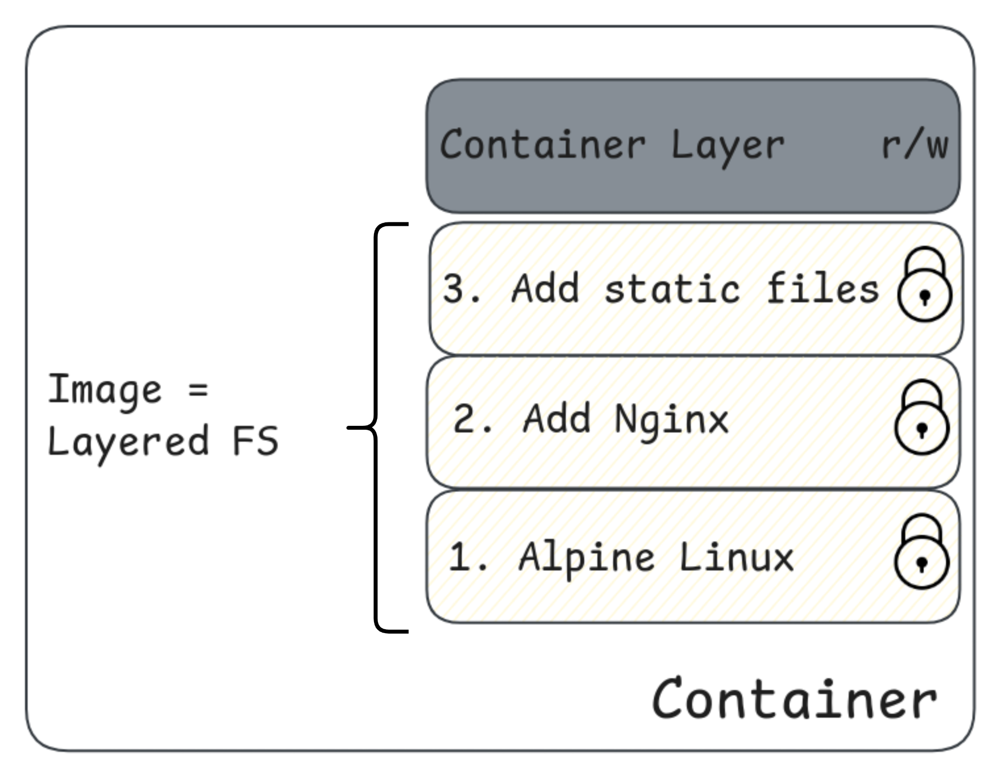 Container Layer r/w
3. Add static files
Image =
Layered FS
2. Add Nginx
1. Alpine Linux
Container